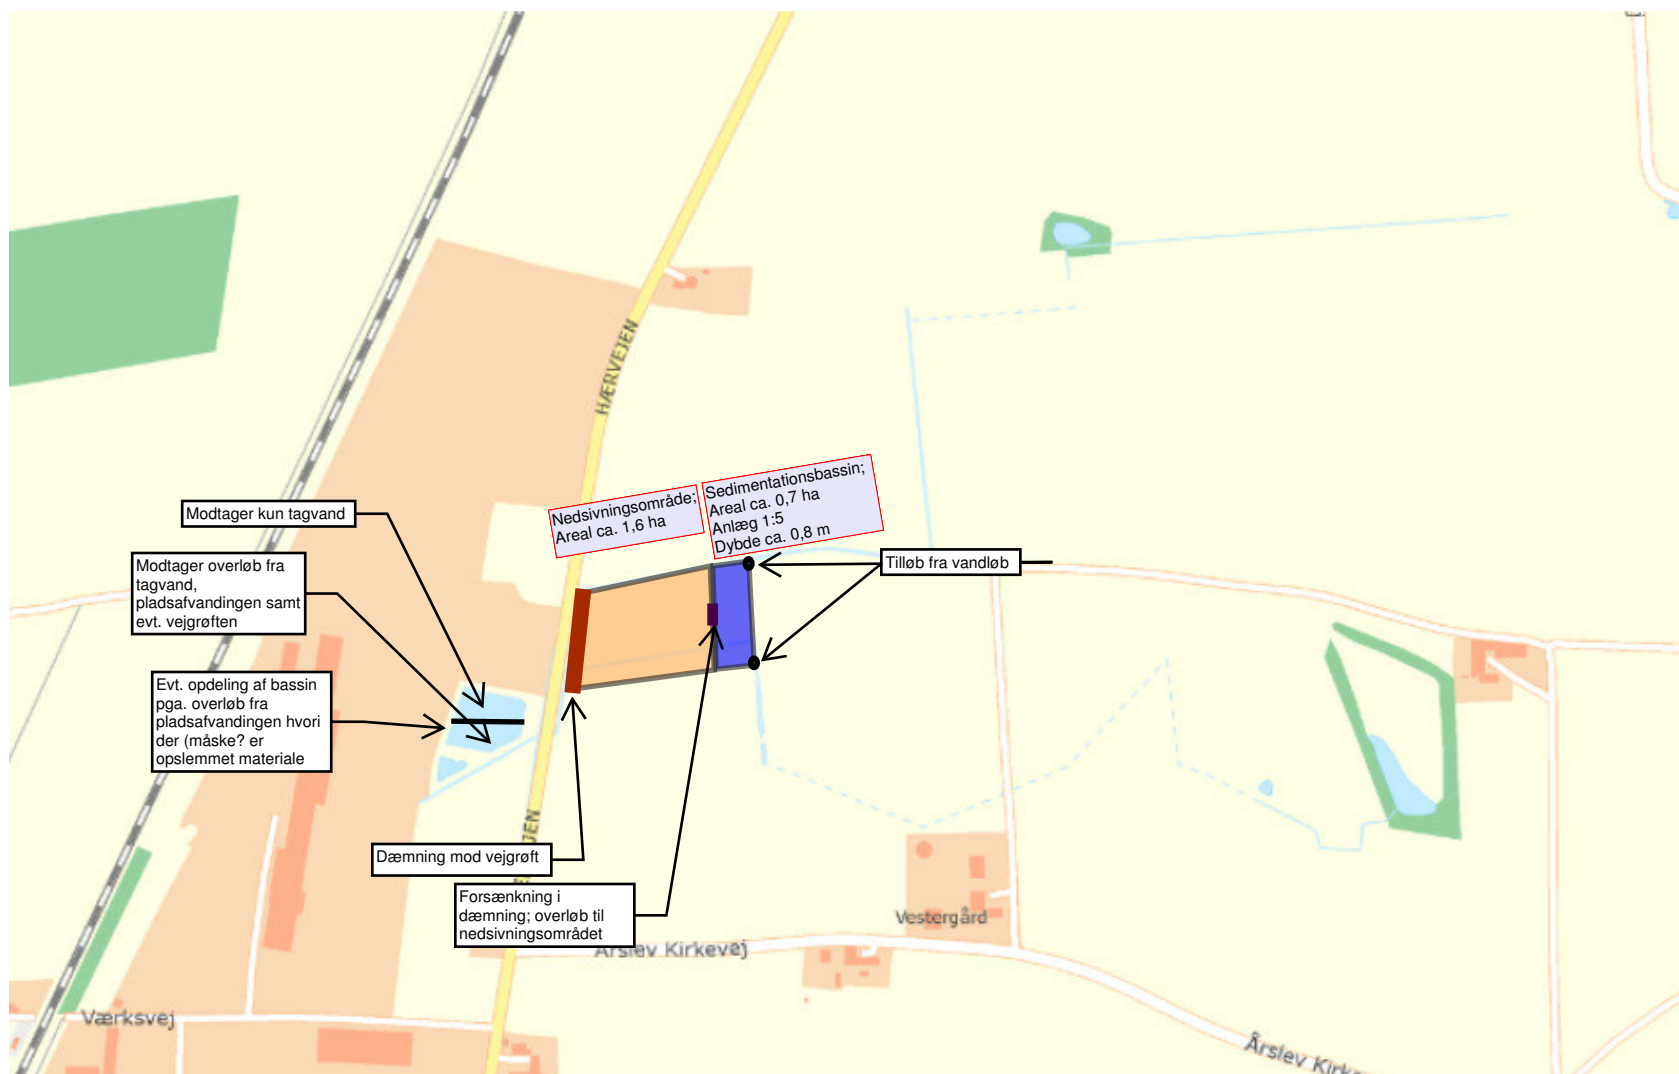 HÆRVEJEN
Nedsivningsområde;
Areal ca. 1,6 ha
Sedimentationsbassin;
Areal ca. 0,7 ha
Anlæg 1:5
Dybde ca. 0,8 m
Modtager kun tagvand
Modtager overløb fra
tagvand,
pladsafvandingen samt
evt. vejgrøften
Tilløb fra vandløb
Evt. opdeling af bassin
pga. overløb fra
pladsafvandingen hvori
der (måske? er
opslemmet materiale
JEN
Dæmning mod vejgrøft
Forsænkning i
dæmning; overløb til
nedsivningsområdet
Vestergård
Årslev Kirkevej
Værksvej
Årslev Kirke